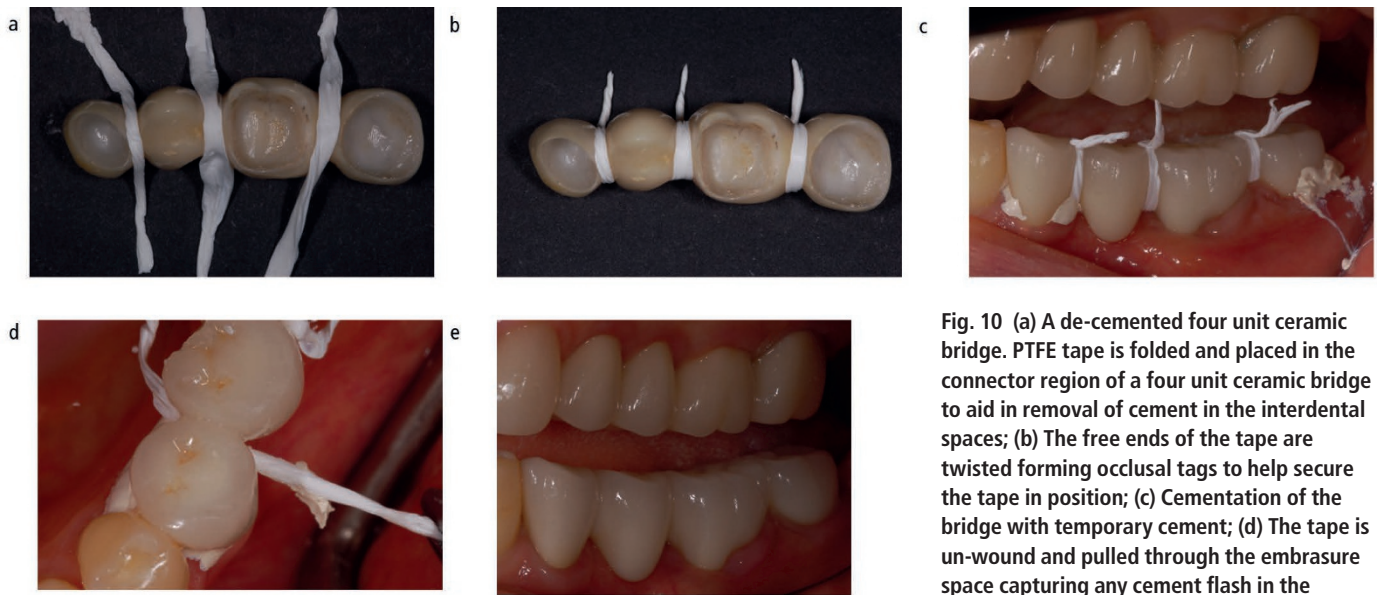 a
b
c
d
e
Fig. 10 (a) A de-cemented four unit ceramic
bridge. PTFE tape is folded and placed in the
connector region of a four unit ceramic bridge
to aid in removal of cement in the interdental
spaces; (b) The free ends of the tape are
twisted forming occlusal tags to help secure
the tape in position; (c) Cementation of the
bridge with temporary cement; (d) The tape is
un-wound and pulled through the embrasure
space capturing any cement flash in the